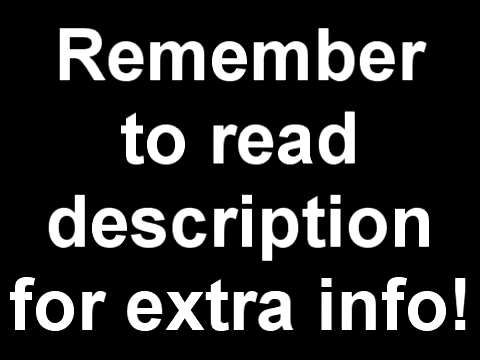 Remember
to read
description
for extra info!